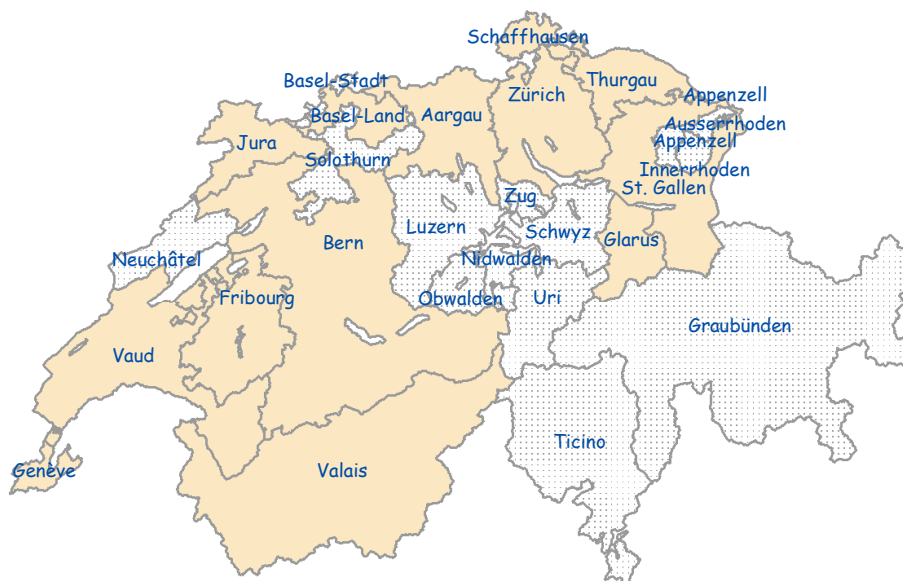 Schaffhausen
Basel-Stadt
Thurgau
Zürich
Appenzell
Basel-Land
Aargau
Ausserrhoden
Jura
Appenzell
Solothurn
Innerrhoden
St. Gallen
Zug
Luzern
Schwyz
Bern
Glarus
Neuchâtel
Nidwalden
Fribourg
Obwalden
Uri
Graubünden
Vaud
Ticino
Genève
Valais